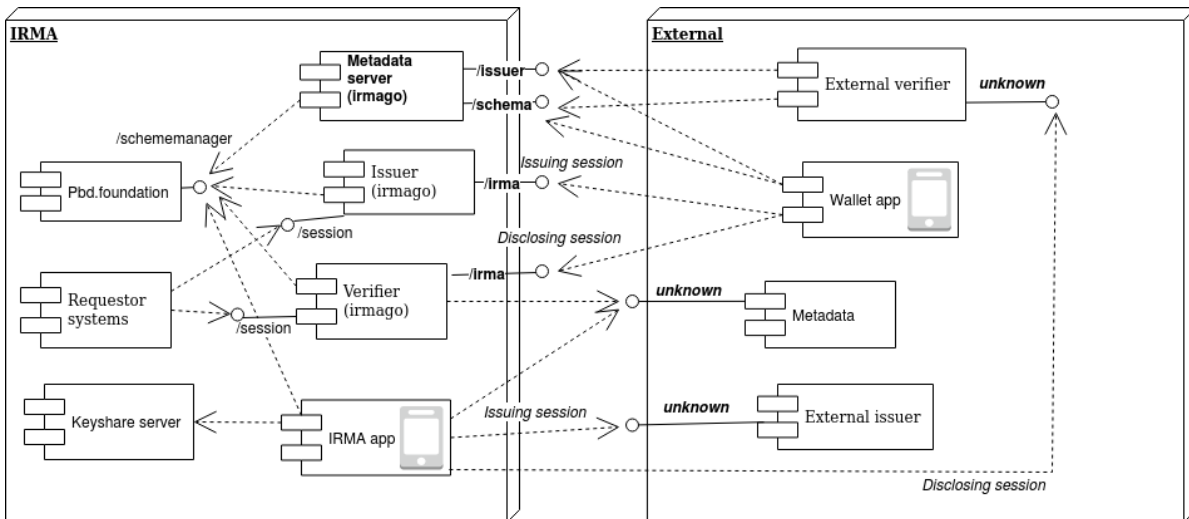 IRMA
External
Metadata
server
(irmago)
/issuer
/schema
External verifier
unknown
/schememanager
Pbd.foundation
Issuer
(irmago)
/irma
Issuing session
Wallet app
/session
Disclosing session
Requestor
systems
Verifier
(irmago)
/irma
/session
unknown
Metadata
Keyshare server
IRMA app
Issuing session
unknown
External issuer
Disclosing session